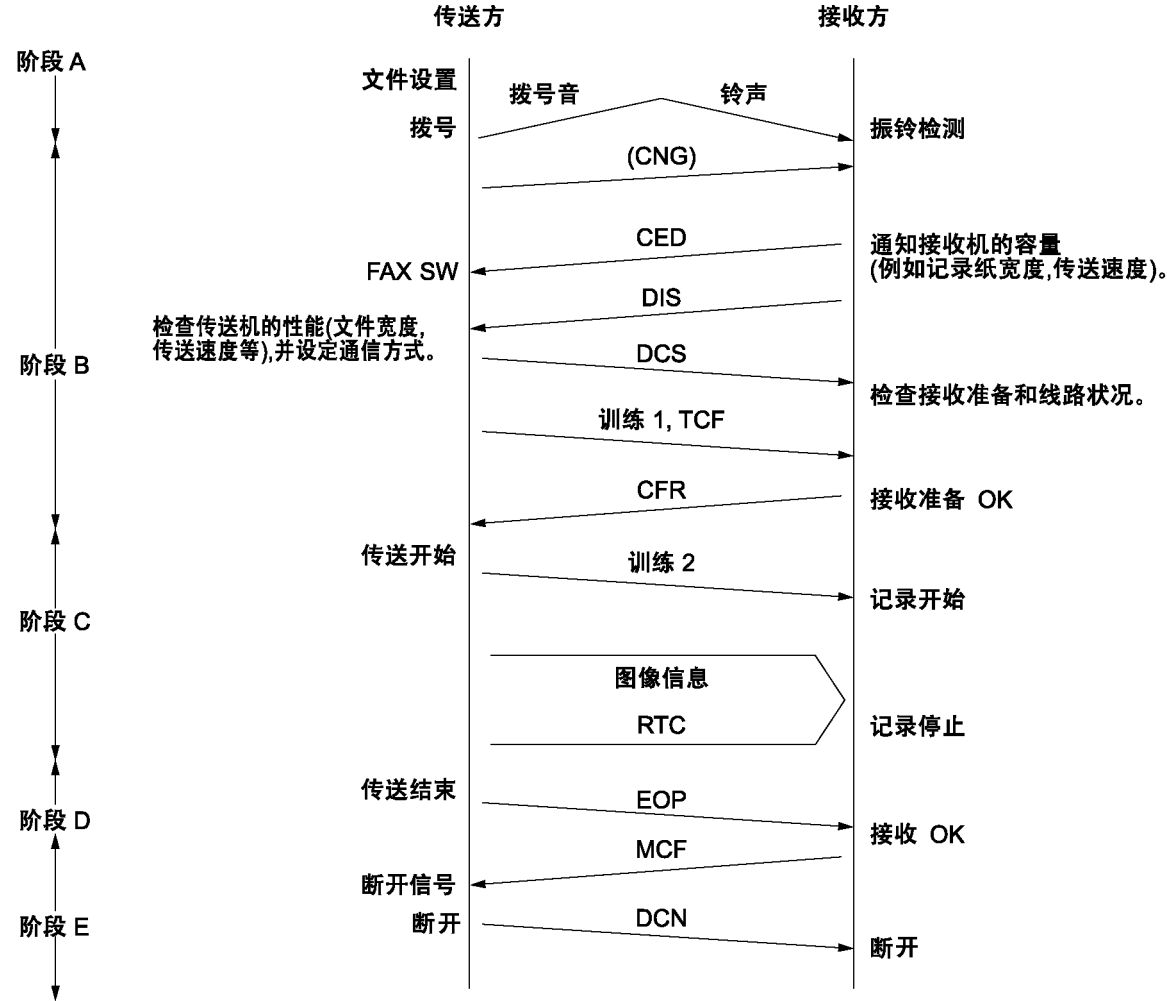 传送方 接收方
阶段 A
文件设置
拨号音 铃声
拨号
振铃检测
(CNG)
CED
通知接收机的容量
(例如记录纸宽度,传送速度)。
FAX SW
DIS
检查传送机的性能(文件宽度,
传送速度等),并设定通信方式。
阶段 B
DCS
检查接收准备和线路状况。
训练 1, TCF
CFR
接收准备 OK
传送开始
训练 2
记录开始
阶段 C
图像信息
RTC
记录停止
传送结束
EOP
阶段 D
接收 OK
MCF
断开信号
断开
DCN
阶段 E
断开